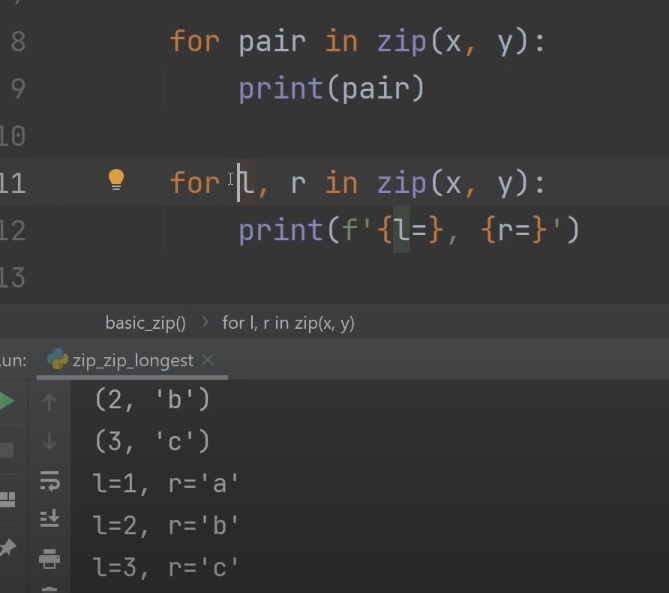 8 for pair in zip(x, y):
9 print(pair)
10
11 for l, r in zip(x, y):
12 print(f'{l=}, {r=}')
13
basic_zip() > for l, r in zip(x, y)
un: zip_zip_longest ×
(2, 'b')
(3, 'c')
l=1, r='a'
l=2, r='b'
l=3, r='c'